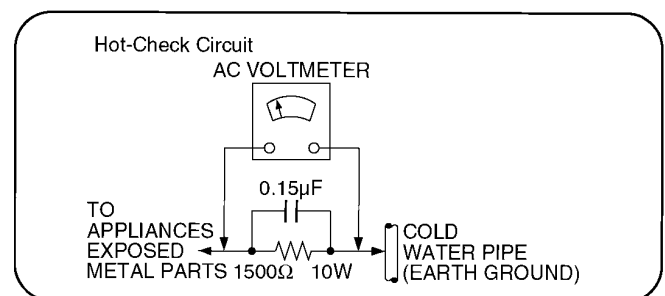 Hot-Check Circuit
AC VOLTMETER
0.15µF
TO
APPLIANCES
EXPOSED
METAL PARTS
1500Ω 10W
COLD
WATER PIPE
(EARTH GROUND)